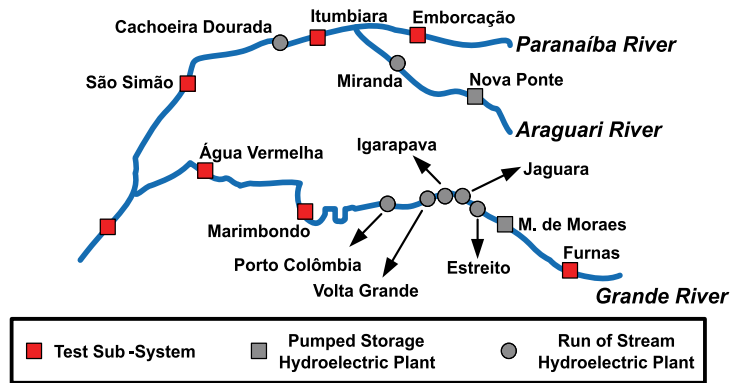 Cachoeira Dourada
Itumbiara
Emborcação
Paranaíba River
São Simão
Miranda
Nova Ponte
Araguari River
Água Vermelha
Igarapava
Jaguara
Marimbondo
M. de Moraes
Porto Colômbia
Estreito
Furnas
Volta Grande
Grande River
Test Sub-System
Pumped Storage
Hydroelectric Plant
Run of Stream
Hydroelectric Plant